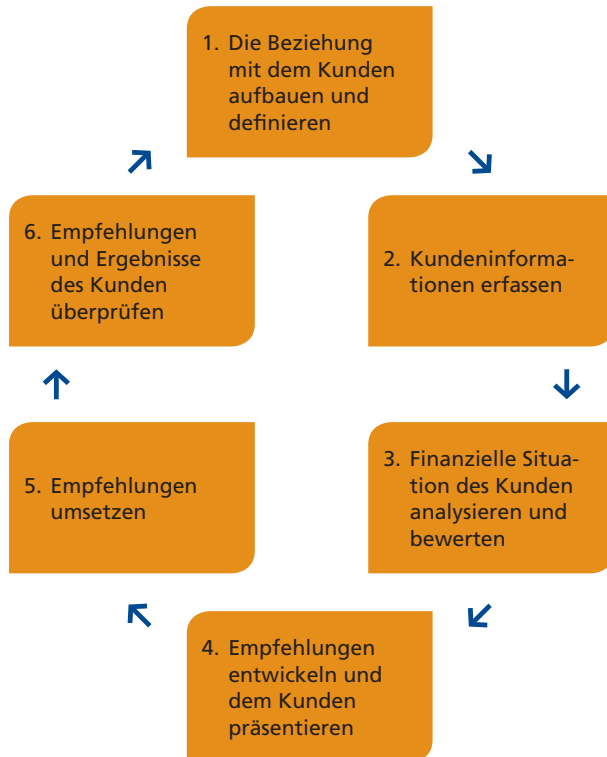 1. Die Beziehung
mit dem Kunden
aufbauen und
definieren
2. Kundeninforma-
tionen erfassen
3. Finanzielle Situa-
tion des Kunden
analysieren und
bewerten
4. Empfehlungen
entwickeln und
dem Kunden
präsentieren
5. Empfehlungen
umsetzen
6. Empfehlungen
und Ergebnisse
des Kunden
überprüfen